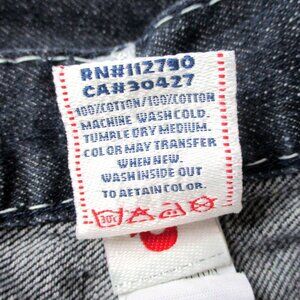 RN#112790
CA#30427
100%COTTON/100%COTTON
MACHINE WASH COLD.
TUMBLE DRY MEDIUM.
COLOR MAY TRANSFER
WHEN NEW.
WASH INSIDE OUT
TO RETAIN COLOR.
30C